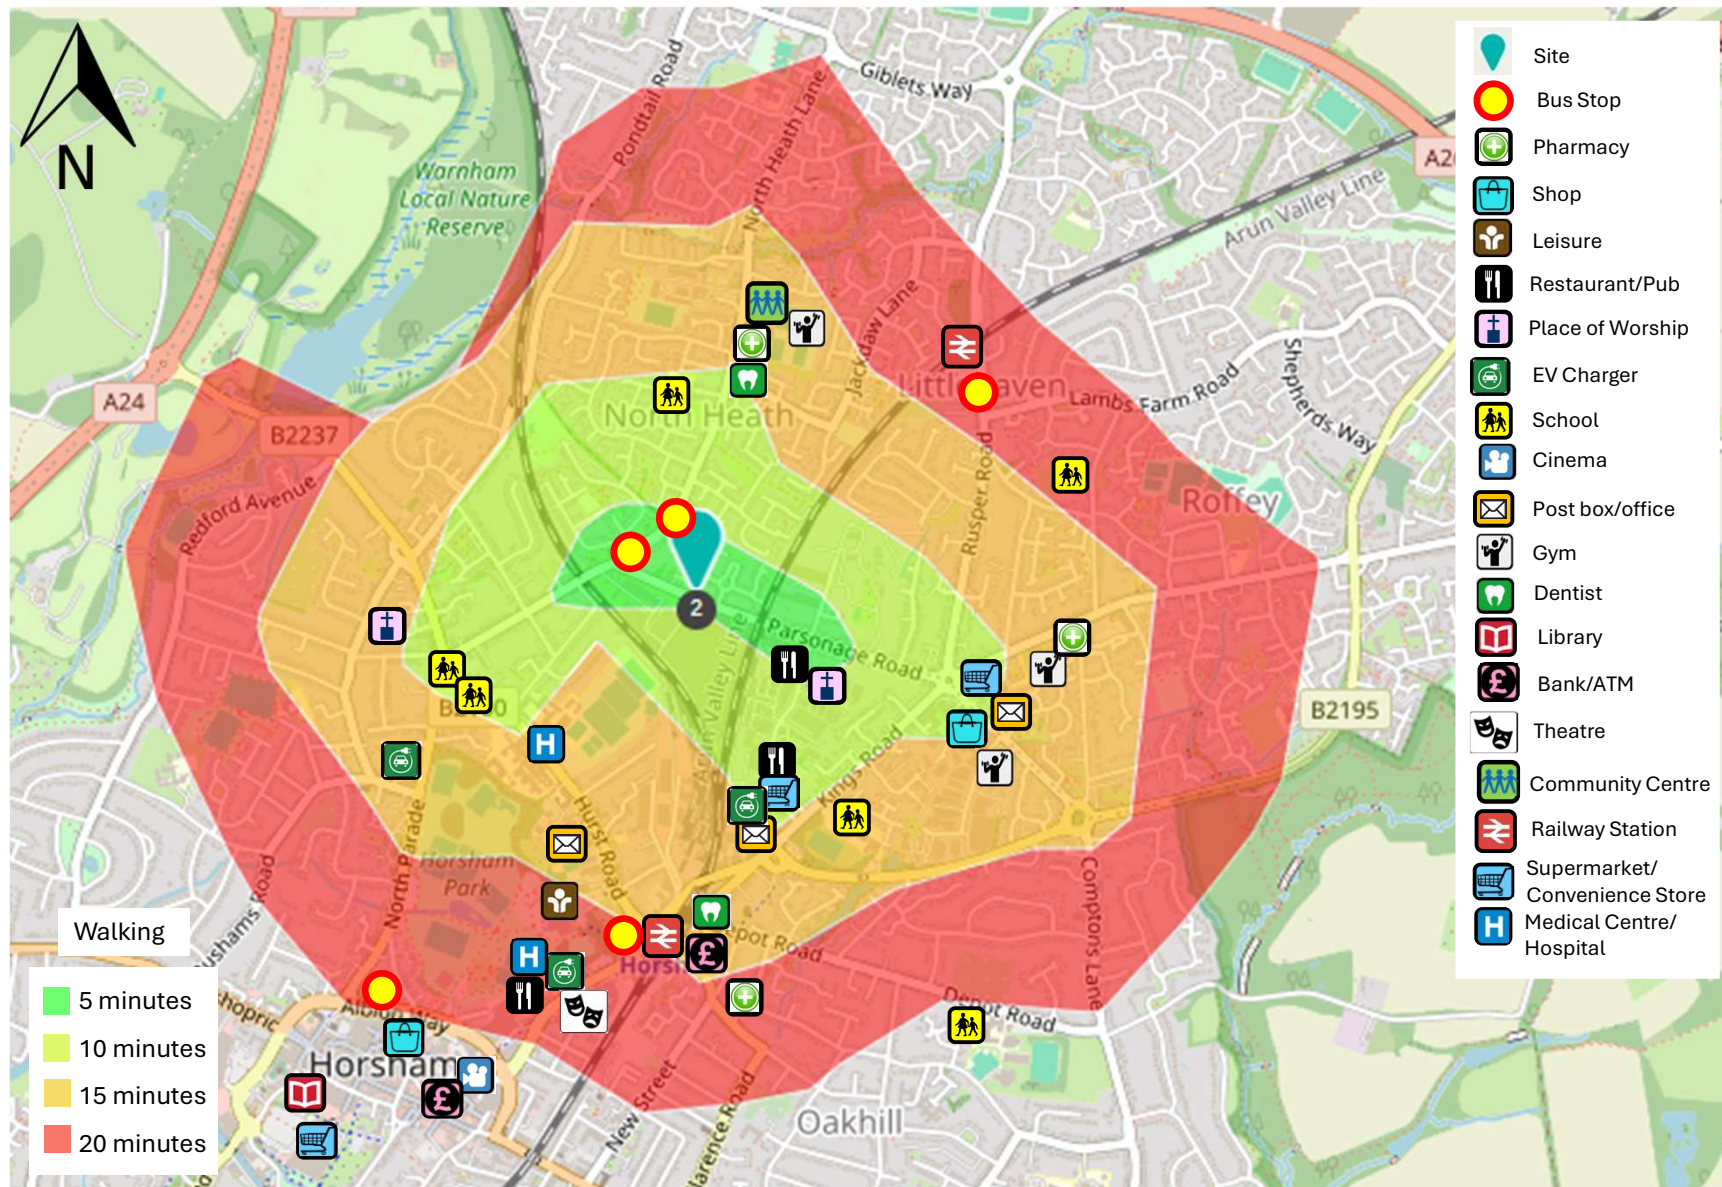 Pondtail Road
North Heath Lane
Giblets Way
A26
N
Warnham
Local Nature
Reserve
Arun Valley Line
Jackdaw Lane
Shepherds Way
A24
B2237
North Heath
Lambs Farm Road
Redford Avenue
Rusper Road
Roffey
2
Parsonage Road
B2195
Kings Road
North Parade
Hurst Road
Horsham
Park
Comptons Lane
Depot Road
Albion Way
Horsham
New Street
Oakhill
Site
Bus Stop
Pharmacy
Shop
Leisure
Restaurant/Pub
Place of Worship
EV Charger
School
Cinema
Post box/office
Gym
Dentist
Library
Bank/ATM
Theatre
Community Centre
Railway Station
Supermarket/
Convenience Store
Medical Centre/
Hospital
Walking
5 minutes
10 minutes
15 minutes
20 minutes